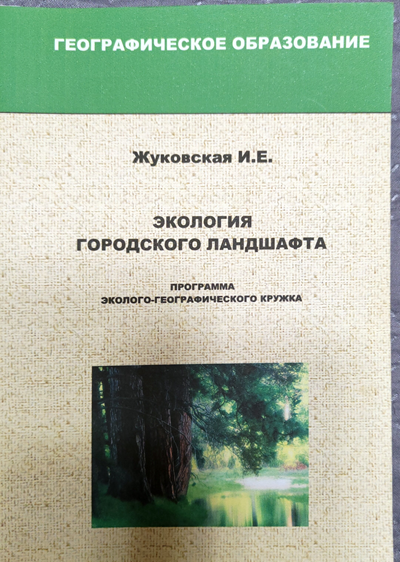 ГЕОГРАФИЧЕСКОЕ ОБРАЗОВАНИЕ
Жуковская И.Е.
ЭКОЛОГИЯ
ГОРОДСКОГО ЛАНДШАФТА
ПРОГРАММА
ЭКОЛОГО-ГЕОГРАФИЧЕСКОГО КРУЖКА